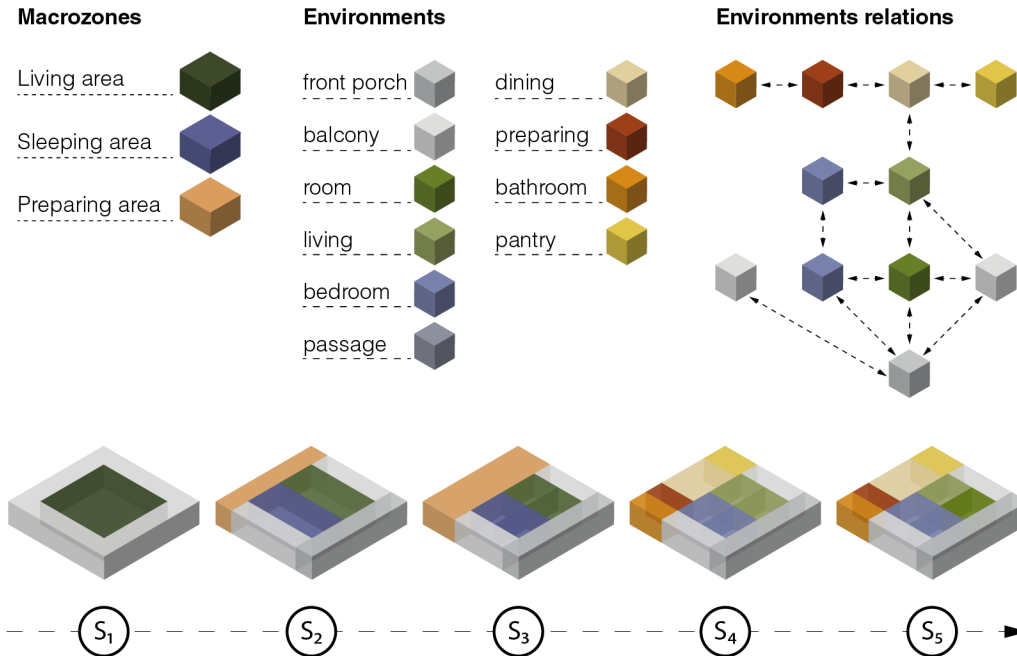 Macrozones
Living area
Sleeping area
Preparing area
Environments
front porch
balcony
room
living
bedroom
passage
dining
preparing
bathroom
pantry
Environments relations
S1
S2
S3
S4
S5